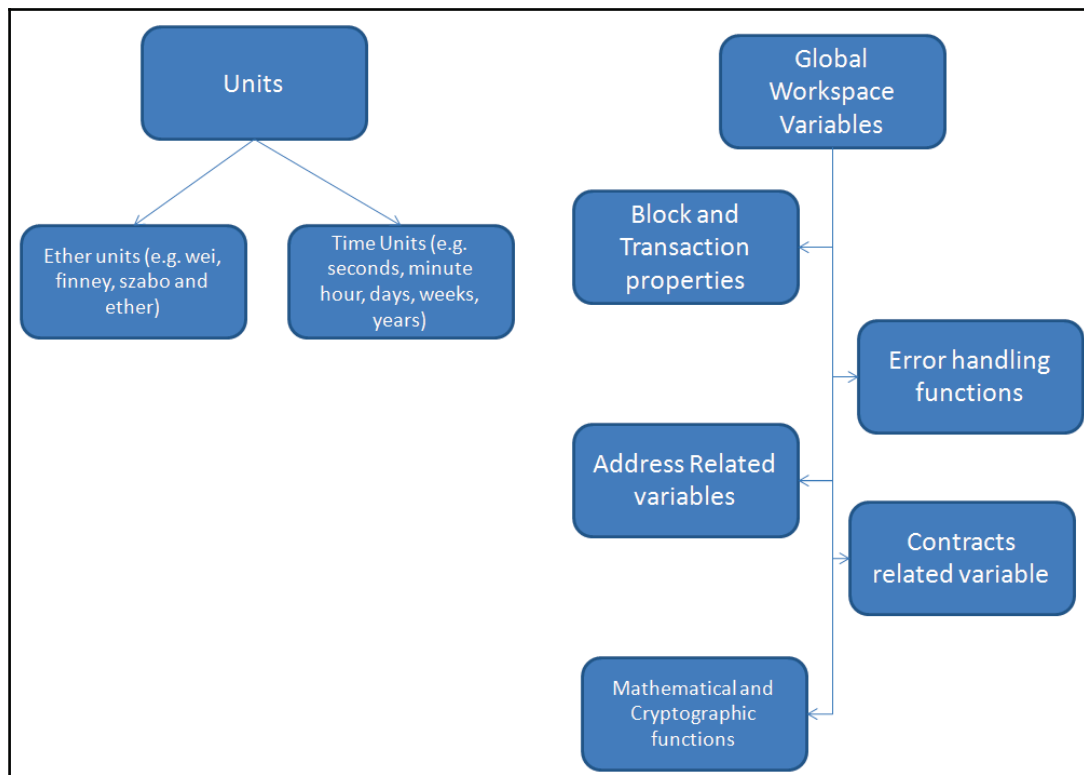 Units
Ether units (e.g. wei,
finney, szabo and
ether)
Time Units (e.g.
seconds, minute
hour, days, weeks,
years)
Global
Workspace
Variables
Block and
Transaction
properties
Error handling
functions
Address Related
variables
Contracts
related variable
Mathematical and
Cryptographic
functions